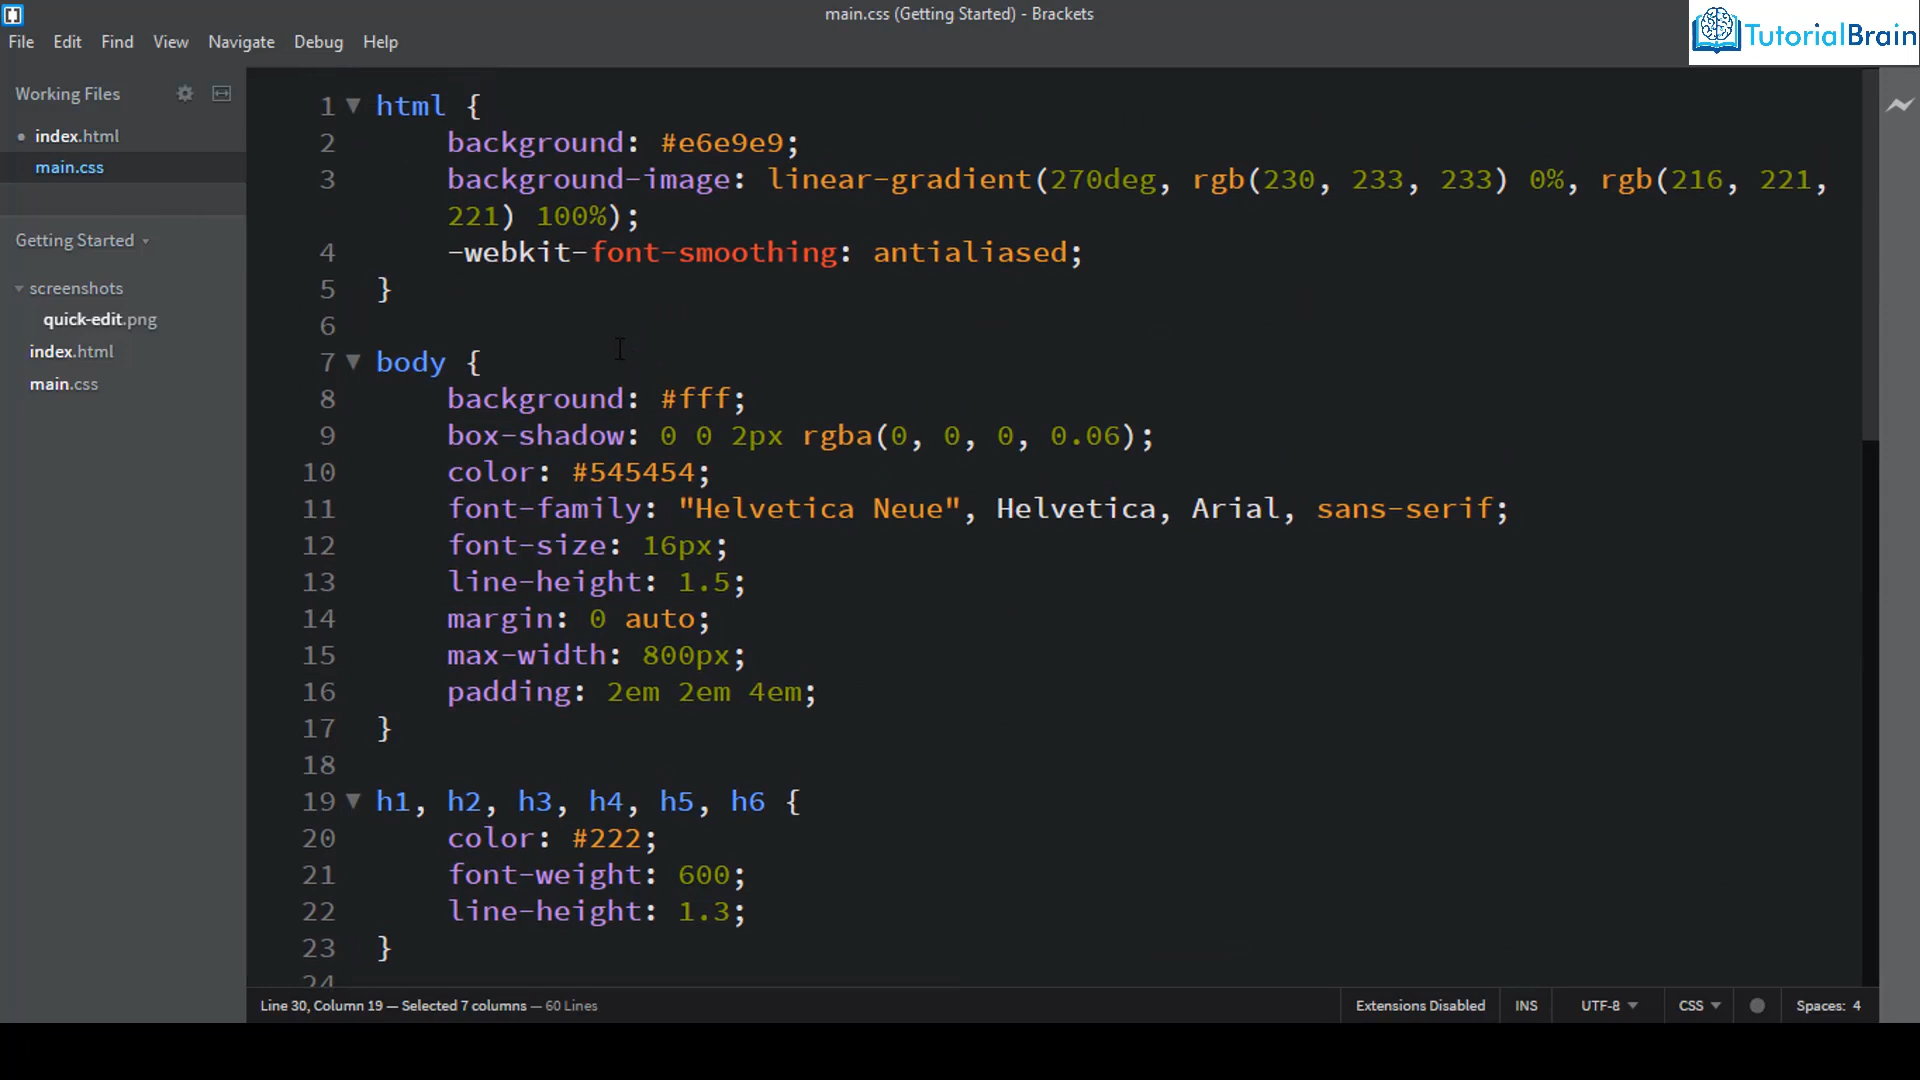 main.css (Getting Started) - Brackets
TutorialBrain
File Edit Find View Navigate Debug Help
Working Files
index.html
main.css
Getting Started
screenshots
quick-edit.png
index.html
main.css
1 html {
2 background: #e6e9e9;
3 background-image: linear-gradient(270deg, rgb(230, 233, 233) 0%, rgb(216, 221,
221) 100%);
4 -webkit-font-smoothing: antialiased;
5 }
6
7 body {
8 background: #fff;
9 box-shadow: 0 0 2px rgba(0, 0, 0, 0.06);
10 color: #545454;
11 font-family: "Helvetica Neue", Helvetica, Arial, sans-serif;
12 font-size: 16px;
13 line-height: 1.5;
14 margin: 0 auto;
15 max-width: 800px;
16 padding: 2em 2em 4em;
17 }
18
19 h1, h2, h3, h4, h5, h6 {
20 color: #222;
21 font-weight: 600;
22 line-height: 1.3;
23 }
24
Line 30, Column 19 — Selected 7 columns — 60 Lines
Extensions Disabled INS UTF-8 CSS Spaces: 4